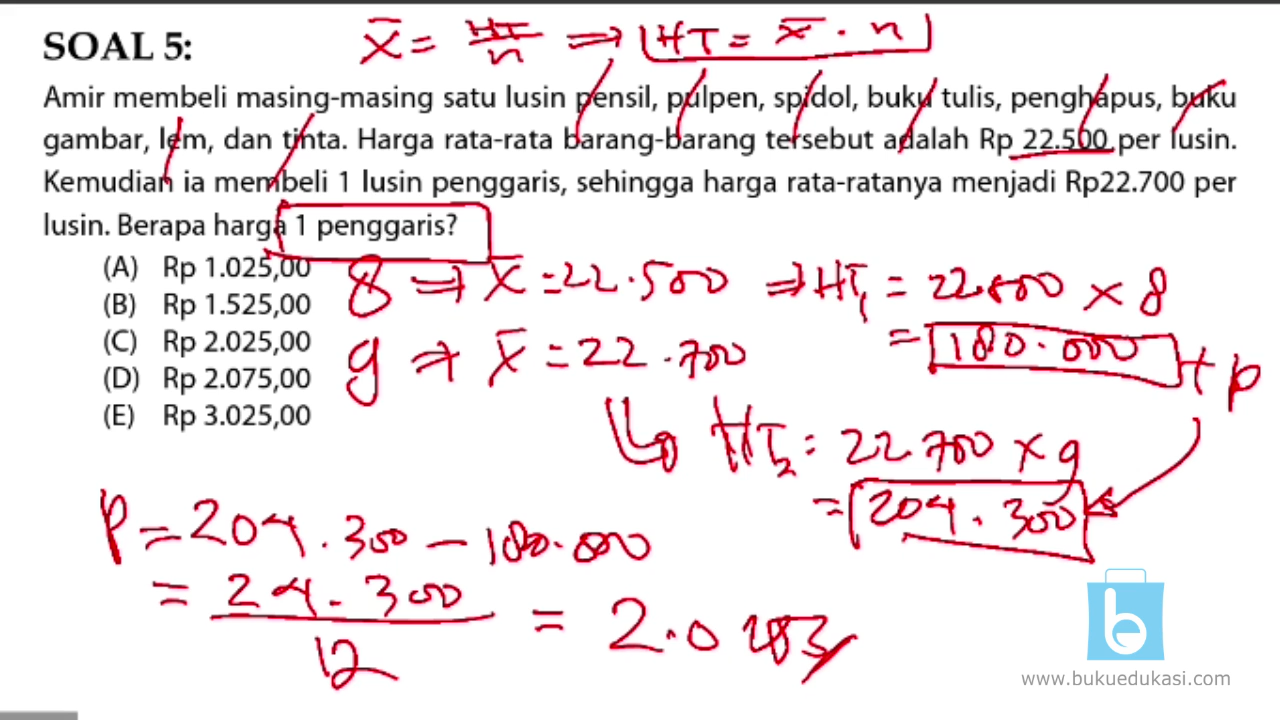 SOAL 5:
x̄ = HT/n ⇒ HT = x̄ . n
Amir membeli masing-masing satu lusin pensil, pulpen, spidol, buku tulis, penghapus, buku
gambar, lem, dan tinta. Harga rata-rata barang-barang tersebut adalah Rp 22.500 per lusin.
Kemudian ia membeli 1 lusin penggaris, sehingga harga rata-ratanya menjadi Rp22.700 per
lusin. Berapa harga 1 penggaris?
(A) Rp 1.025,00
(B) Rp 1.525,00
(C) Rp 2.025,00
(D) Rp 2.075,00
(E) Rp 3.025,00
8 ⇒ x̄ = 22.500 ⇒ HT₁ = 22.500 × 8
= 180.000 + p
9 ⇒ x̄ = 22.700
HT₂ = 22.700 × 9
= 204.300
P = 204.300 – 180.000
= 24.300/12 = 2.0
b
www.bukuedukasi.com